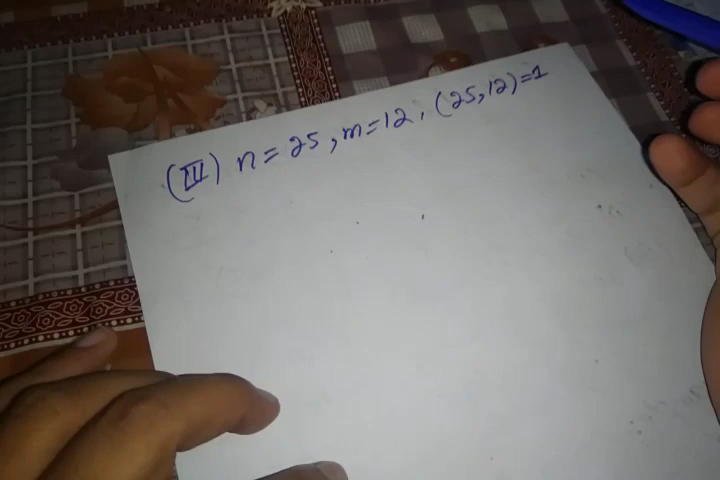 (III) n = 25, m = 12, (25, 12) = 1